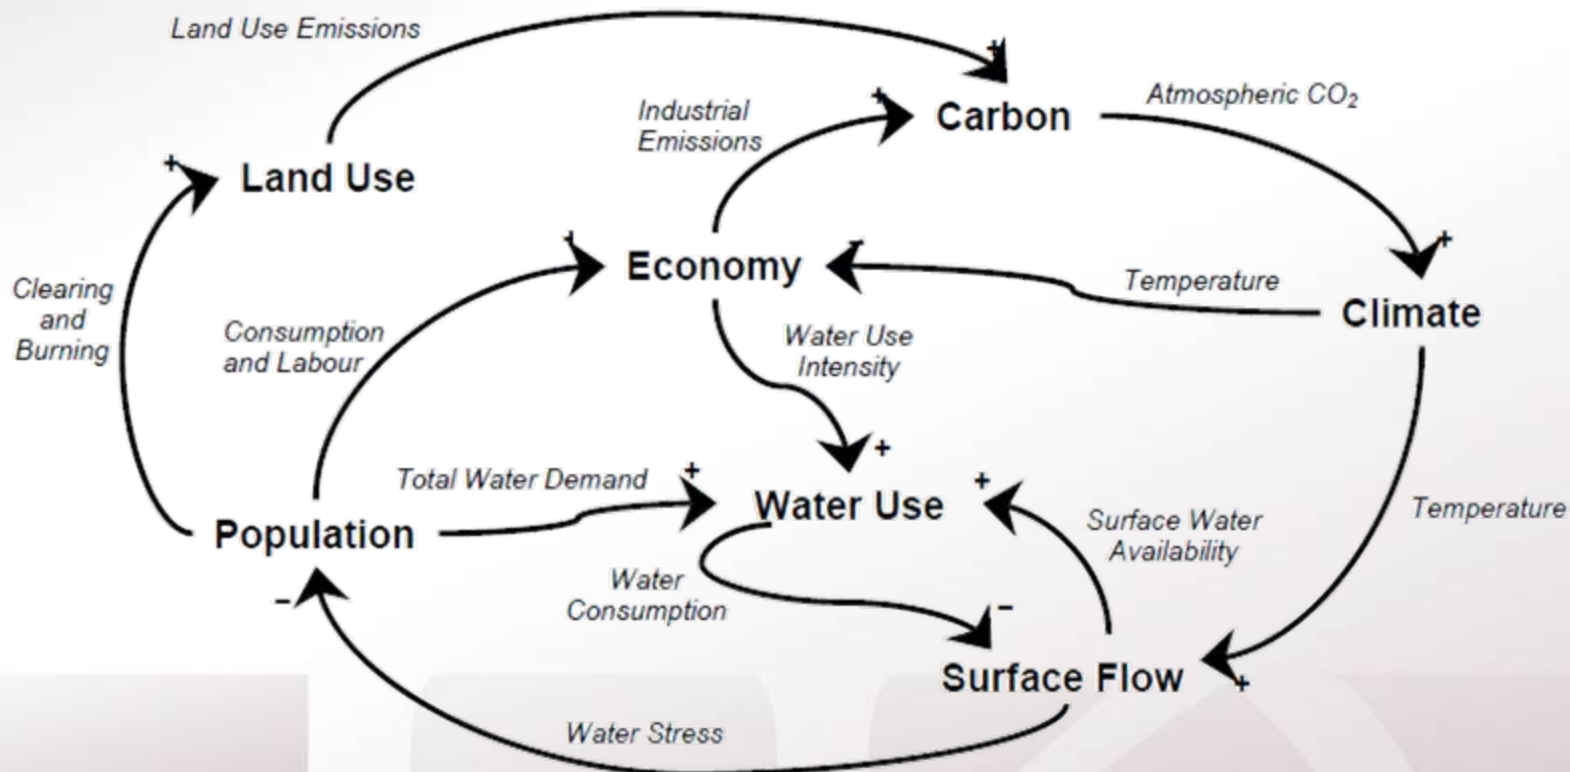 Land Use Emissions
+
Industrial
Emissions
+
Carbon
Atmospheric CO₂
+
Land Use
+
Economy
-
Temperature
+
Climate
Clearing
and
Burning
Consumption
and Labour
Water Use
Intensity
+
Total Water Demand
+
Water Use
+
Surface Water
Availability
Temperature
Population
-
Water
Consumption
-
Surface Flow
+
Water Stress